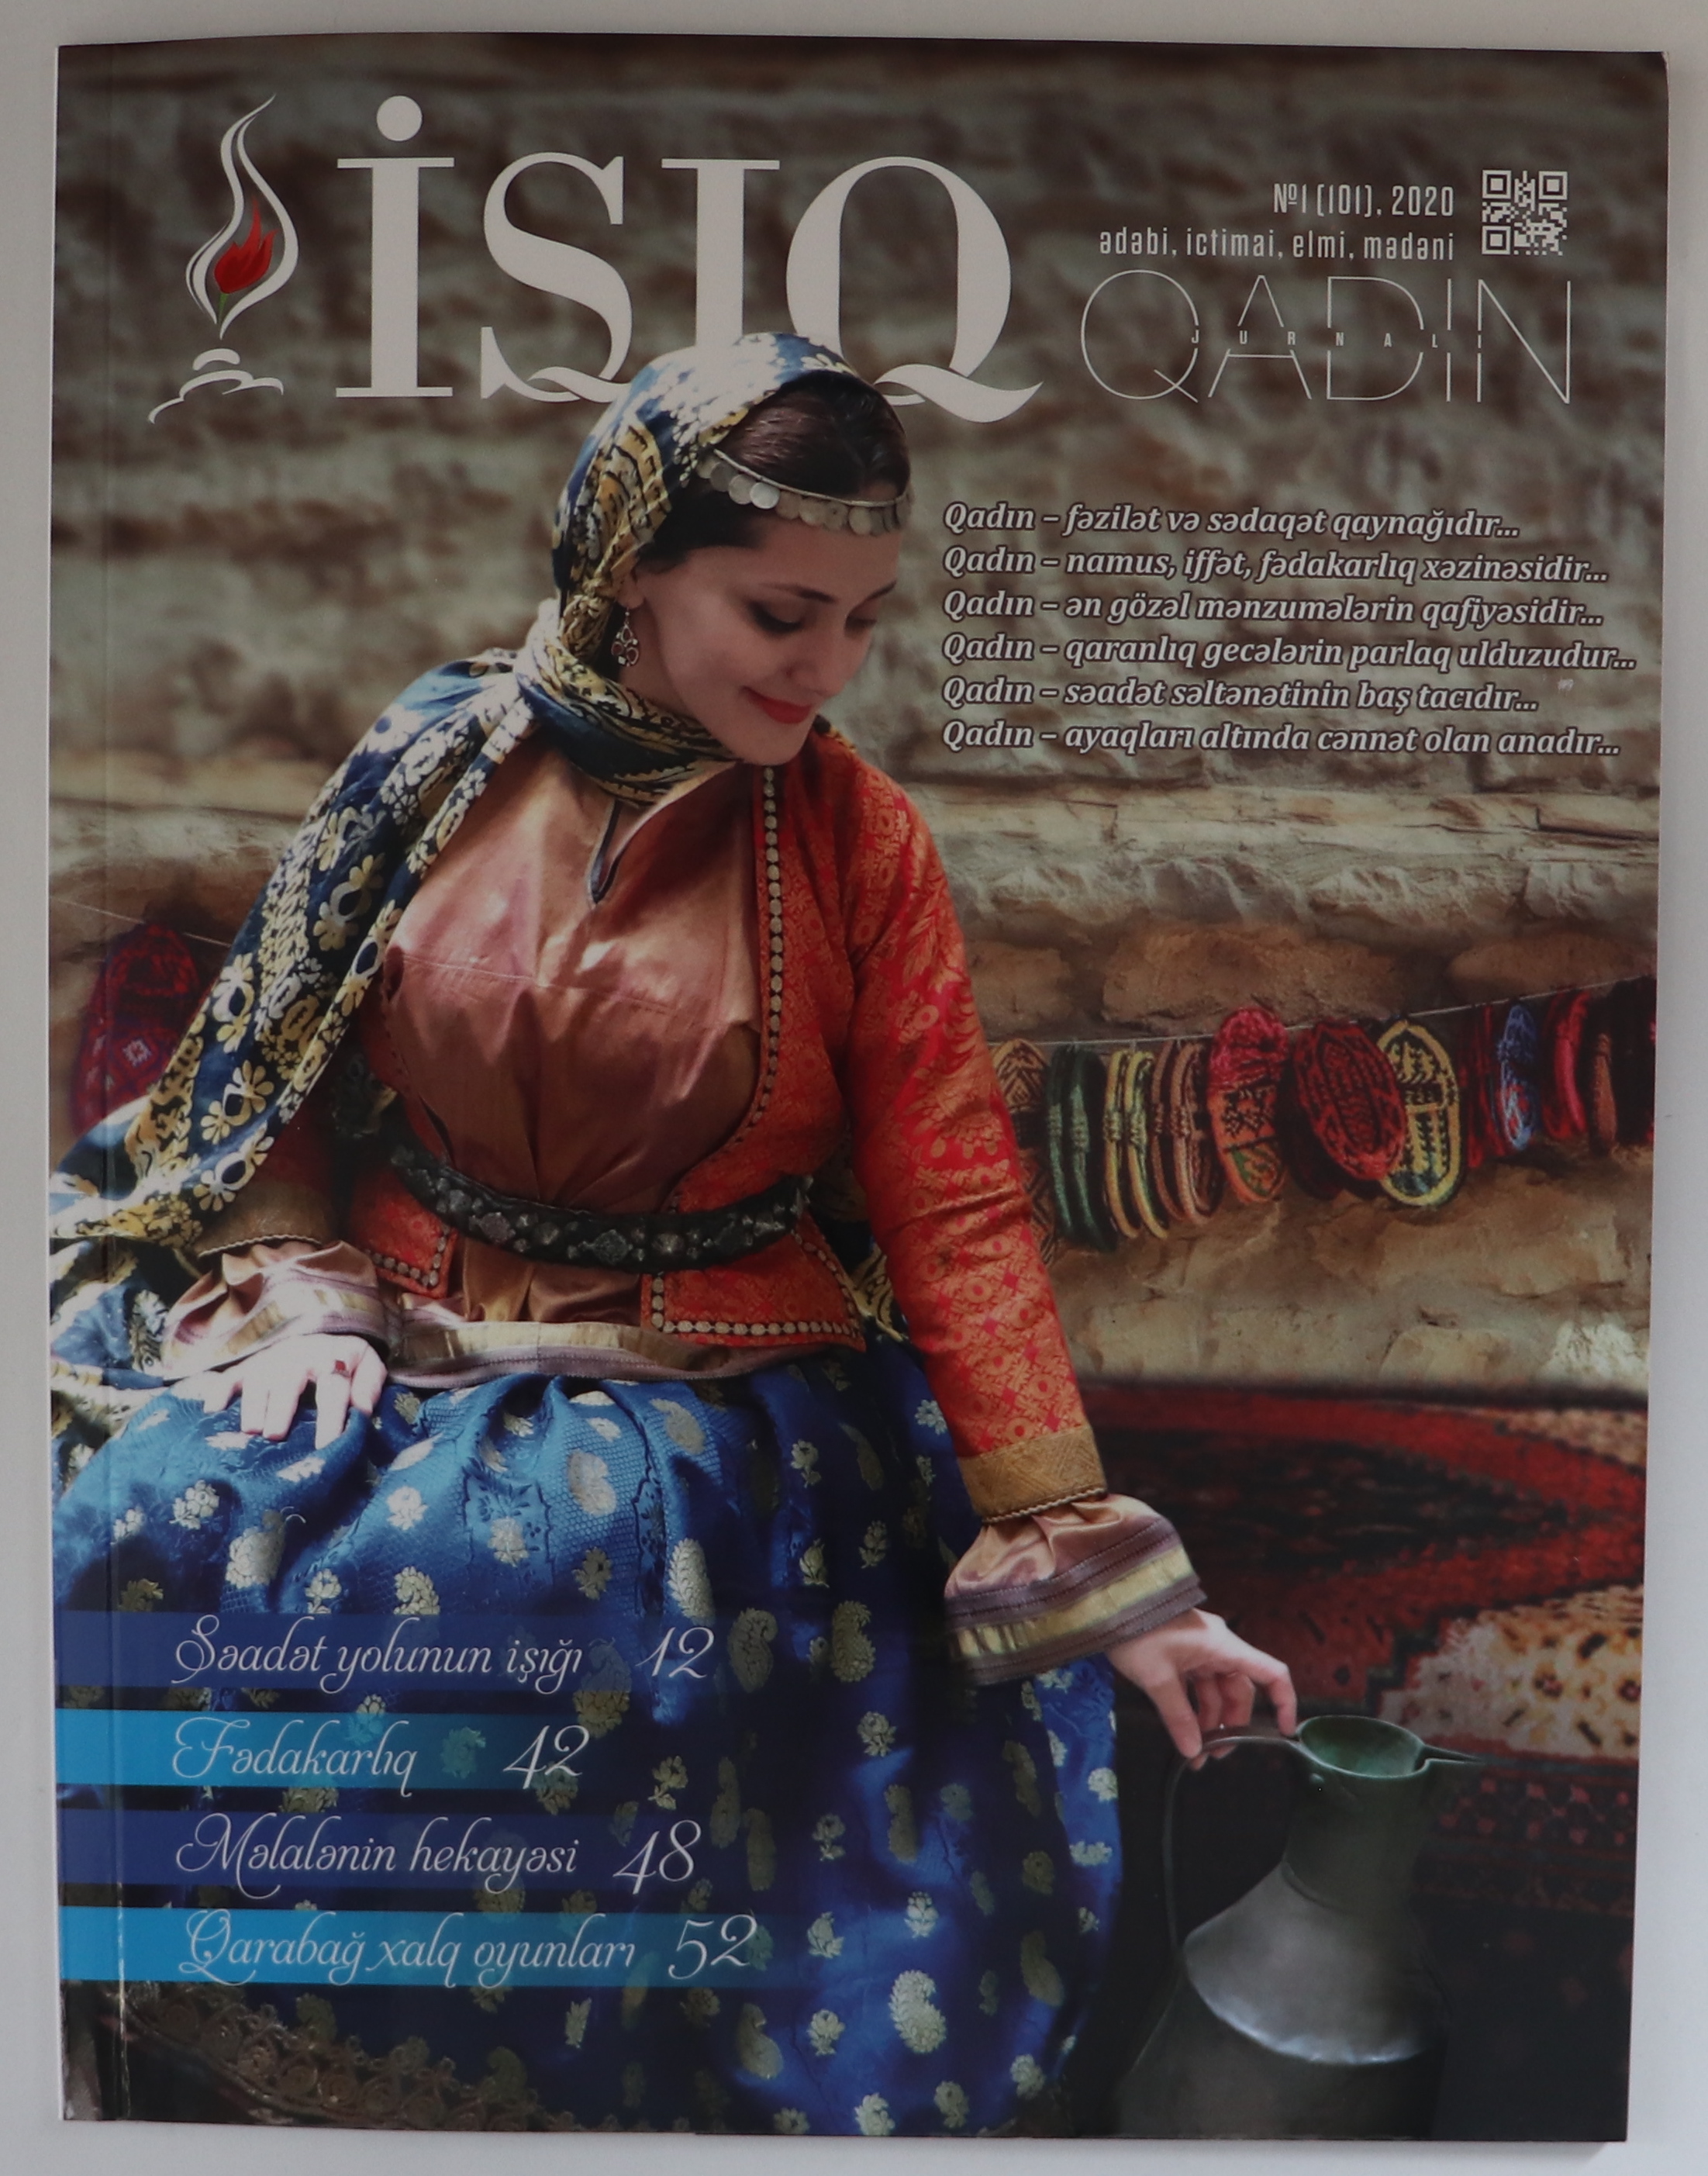 İŞIQ
№1 (101), 2020
ədəbi, ictimai, elmi, mədəni
QADIN
JURNALI
Qadın – fəzilət və sədaqət qaynağıdır...
Qadın – namus, iffət, fədakarlıq xəzinəsidir...
Qadın – ən gözəl mənzumələrin qafiyəsidir...
Qadın – qaranlıq gecələrin parlaq ulduzudur...
Qadın – səadət səltənətinin baş tacıdır...
Qadın – ayaqları altında cənnət olan anadır...
Səadət yolunun işığı 12
Fədakarlıq 42
Məlalənin hekayəsi 48
Qarabağ xalq oyunları 52